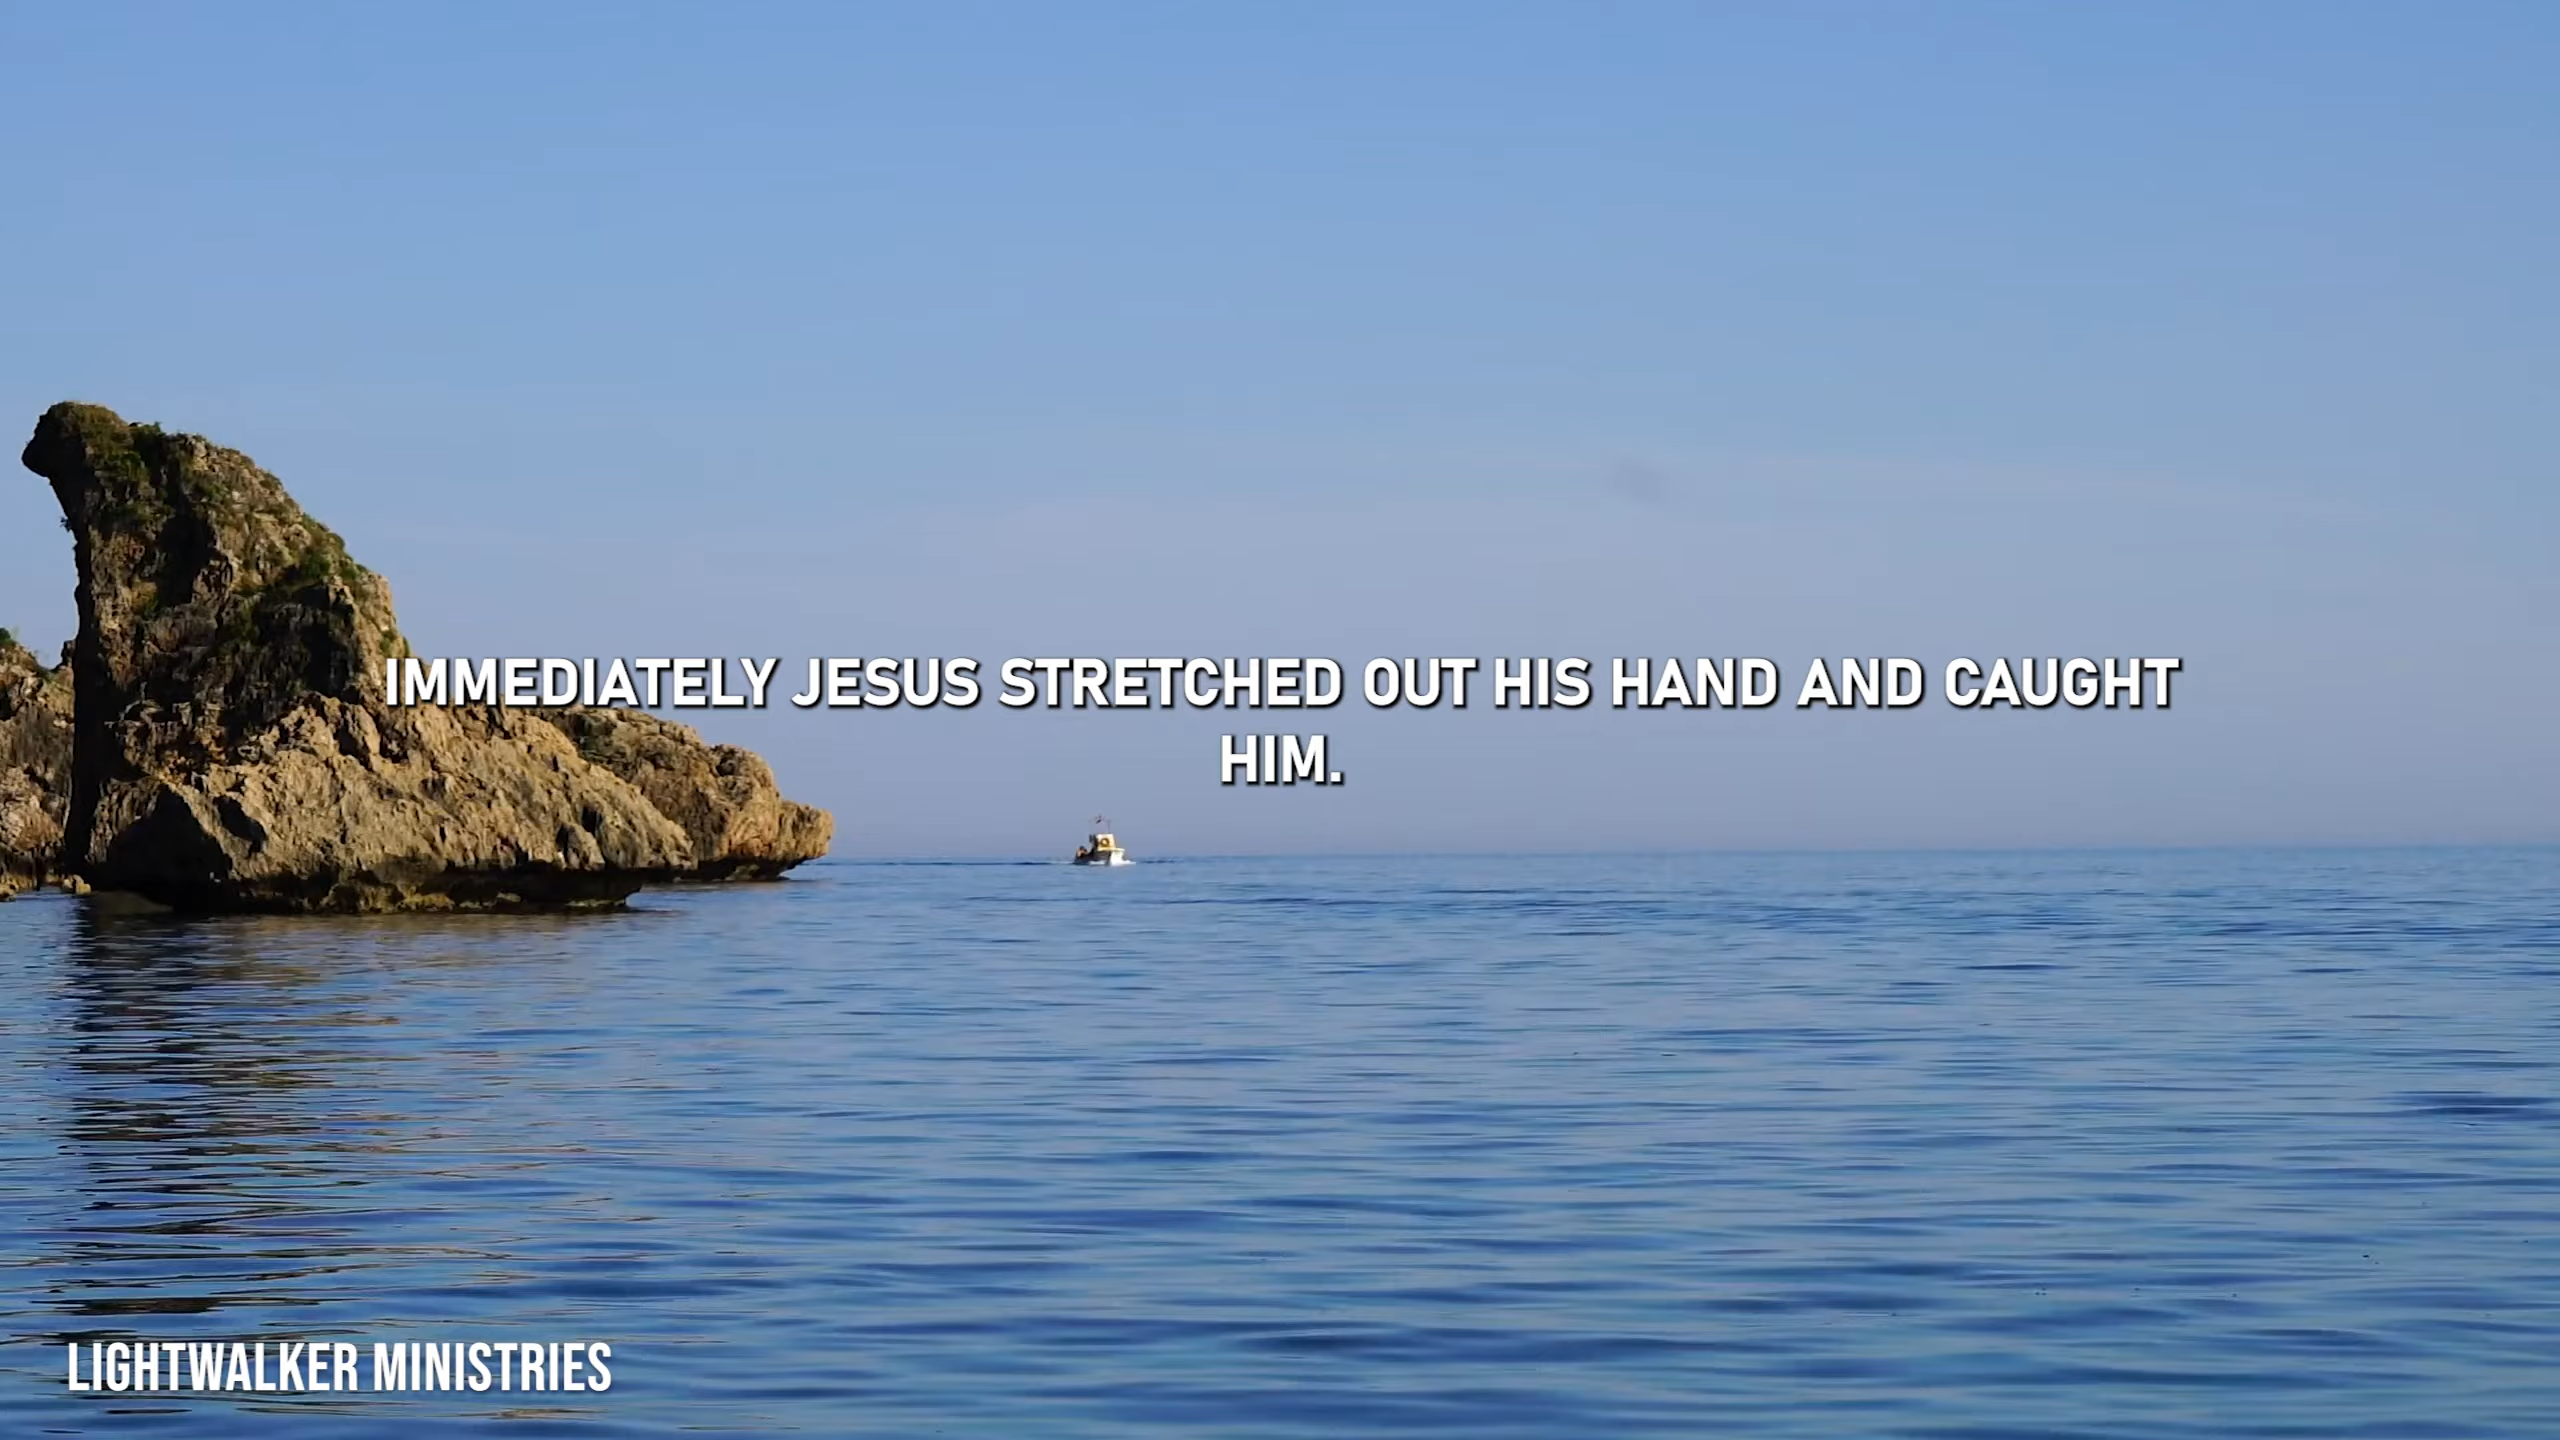 IMMEDIATELY JESUS STRETCHED OUT HIS HAND AND CAUGHT
HIM.
LIGHTWALKER MINISTRIES